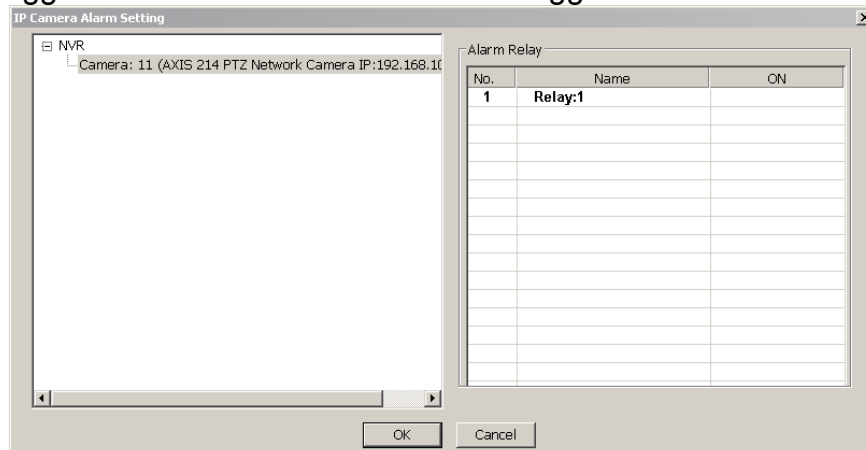 IP Camera Alarm Setting
NVR
Camera: 11 (AXIS 214 PTZ Network Camera IP:192.168.10
Alarm Relay
No. Name ON
1 Relay:1
OK Cancel